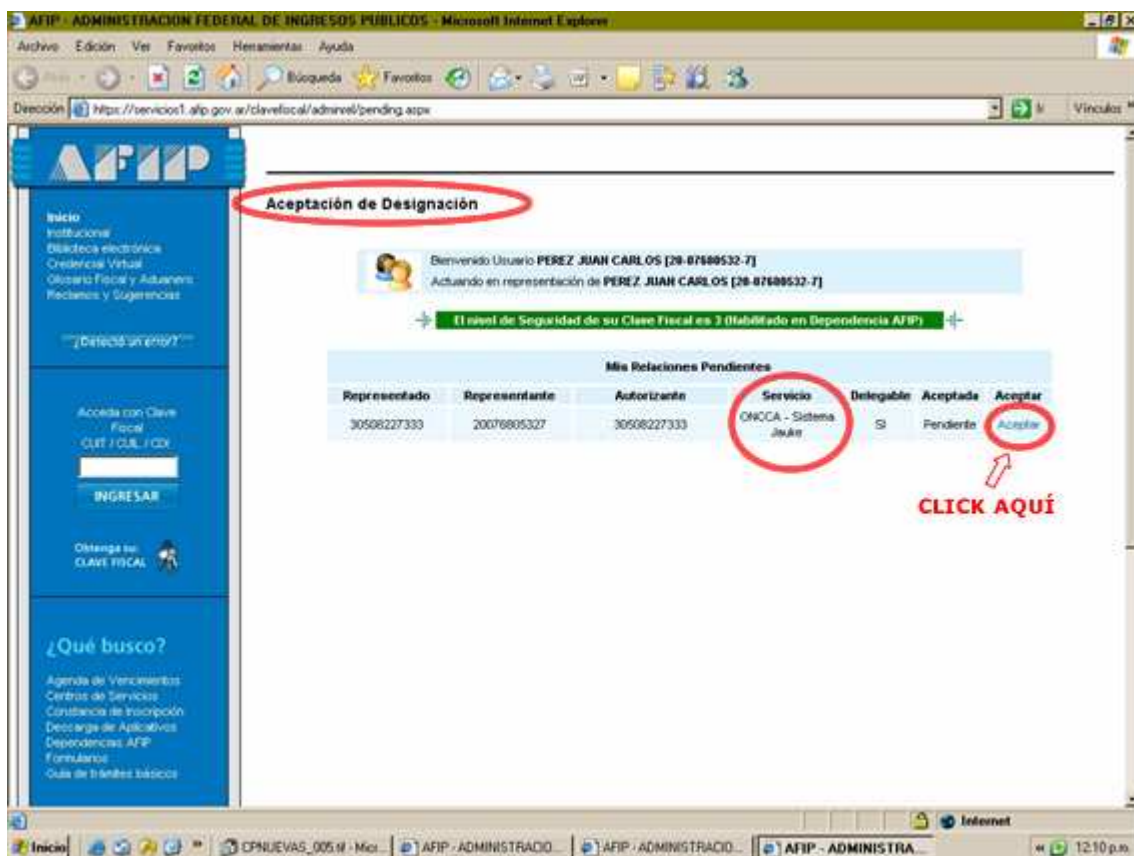 AFIP - ADMINISTRACION FEDERAL DE INGRESOS PUBLICOS - Microsoft Internet Explorer
Archivo Edición Ver Favoritos Herramientas Ayuda
Búsqueda Favoritos
Dirección https://servicios1.afip.gov.ar/clavefiscal/adminrel/pending.aspx Ir Vínculos
AFIP
Aceptación de Designación
Inicio
Institucional
Biblioteca electrónica
Credencial Virtual
Glosario Fiscal y Aduanero
Reclamos y Sugerencias
¿Detectó un error?
Bienvenido Usuario PEREZ JUAN CARLOS [20-07680532-7]
Actuando en representación de PEREZ JUAN CARLOS [20-07680532-7]
El nivel de Seguridad de su Clave Fiscal es 3 (Habilitado en Dependencia AFIP)
Mis Relaciones Pendientes
Representado Representante Autorizante Servicio Delegable Aceptada Aceptar
30508227333 20076805327 30508227333 ONCCA - Sistema Jauke SI Pendiente Aceptar
CLICK AQUÍ
Acceda con Clave
Fiscal
CUIT / CUIL / CDI
INGRESAR
Obtenga su:
CLAVE FISCAL
¿Qué busco?
Agenda de Vencimientos
Centros de Servicios
Constancia de Inscripción
Descarga de Aplicativos
Dependencias AFIP
Formularios
Guía de trámites básicos
Internet
Inicio CPNUEVAS_005.tif - Micr... AFIP - ADMINISTRACIO... AFIP - ADMINISTRACIO... AFIP - ADMINISTRA... 12:10 p.m.